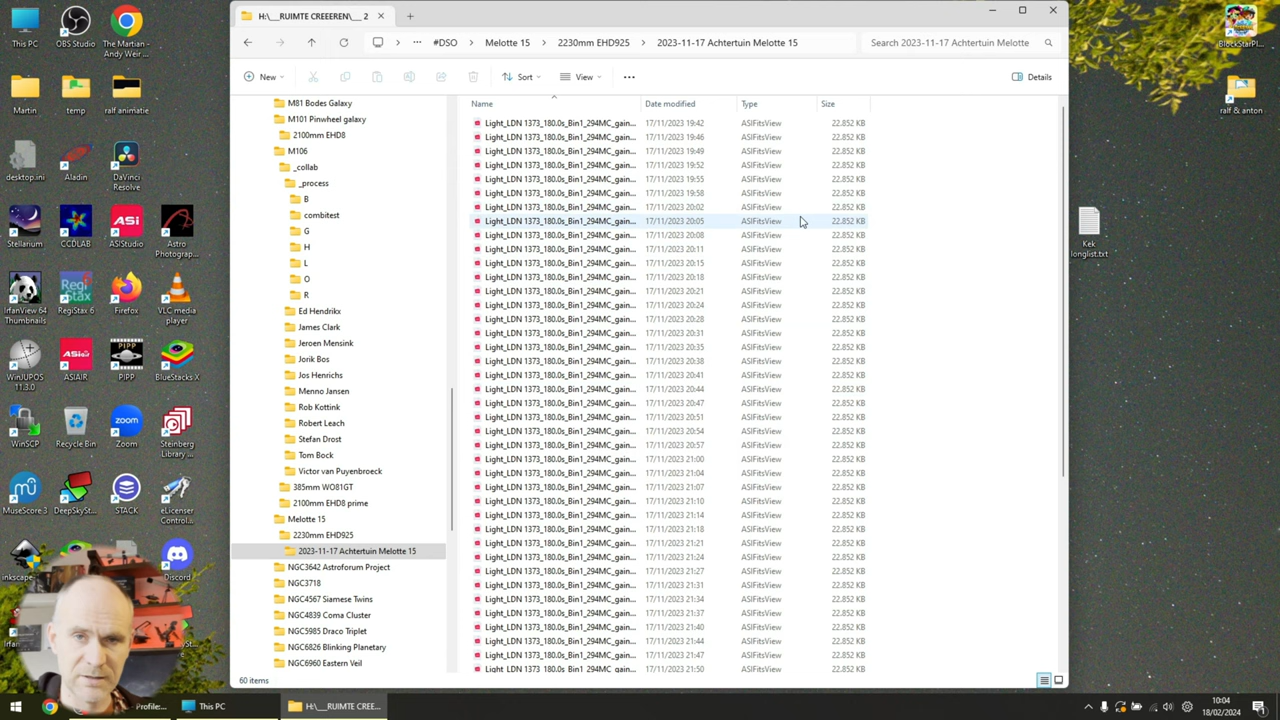 This PC
OBS Studio
The Martian - Andy Weir ...
Martin
temp
ralf animatie
desktop.ini
Aladin
DaVinci Resolve
Stellarium
CCDLAB
ASIStudio
Astro Photograp...
IrfanView 64 Thumbnails
RegiStax 6
Firefox
VLC media player
WinJUPOS 11.3.0
ASIAIR
PIPP
BlueStacks X
WinSCP
Recycle Bin
Zoom
Steinberg Library ...
MuseScore 3
DeepSkySt...
STACK
eLicenser Control...
inkscape-
Discord
H:\__RUIMTE CREEEREN\__ 2
#DSO > Melotte 15 > 2230mm EHD925 > 2023-11-17 Achtertuin Melotte 15
Search 2023-11-17 Achtertuin Melotte
New
Sort
View
Details
M81 Bodes Galaxy
M101 Pinwheel galaxy
2100mm EHD8
M106
_collab
_process
B
combitest
G
H
L
O
R
Ed Hendrikx
James Clark
Jeroen Mensink
Jorik Bos
Jos Henrichs
Menno Jansen
Rob Kottink
Robert Leach
Stefan Drost
Tom Bock
Victor van Puyenbroeck
385mm WO81GT
2100mm EHD8 prime
Melotte 15
2230mm EHD925
2023-11-17 Achtertuin Melotte 15
NGC3642 Astroforum Project
NGC3718
NGC4567 Siamese Twins
NGC4839 Coma Cluster
NGC5985 Draco Triplet
NGC6826 Blinking Planetary
NGC6960 Eastern Veil
Name Date modified Type Size
Light_LDN 1373_180.0s_Bin1_294MC_gain... 17/11/2023 19:42 ASIFitsView 22.852 KB
Light_LDN 1373_180.0s_Bin1_294MC_gain... 17/11/2023 19:46 ASIFitsView 22.852 KB
Light_LDN 1373_180.0s_Bin1_294MC_gain... 17/11/2023 19:49 ASIFitsView 22.852 KB
Light_LDN 1373_180.0s_Bin1_294MC_gain... 17/11/2023 19:52 ASIFitsView 22.852 KB
Light_LDN 1373_180.0s_Bin1_294MC_gain... 17/11/2023 19:55 ASIFitsView 22.852 KB
Light_LDN 1373_180.0s_Bin1_294MC_gain... 17/11/2023 19:58 ASIFitsView 22.852 KB
Light_LDN 1373_180.0s_Bin1_294MC_gain... 17/11/2023 20:02 ASIFitsView 22.852 KB
Light_LDN 1373_180.0s_Bin1_294MC_gain... 17/11/2023 20:05 ASIFitsView 22.852 KB
Light_LDN 1373_180.0s_Bin1_294MC_gain... 17/11/2023 20:08 ASIFitsView 22.852 KB
Light_LDN 1373_180.0s_Bin1_294MC_gain... 17/11/2023 20:11 ASIFitsView 22.852 KB
Light_LDN 1373_180.0s_Bin1_294MC_gain... 17/11/2023 20:15 ASIFitsView 22.852 KB
Light_LDN 1373_180.0s_Bin1_294MC_gain... 17/11/2023 20:18 ASIFitsView 22.852 KB
Light_LDN 1373_180.0s_Bin1_294MC_gain... 17/11/2023 20:21 ASIFitsView 22.852 KB
Light_LDN 1373_180.0s_Bin1_294MC_gain... 17/11/2023 20:24 ASIFitsView 22.852 KB
Light_LDN 1373_180.0s_Bin1_294MC_gain... 17/11/2023 20:28 ASIFitsView 22.852 KB
Light_LDN 1373_180.0s_Bin1_294MC_gain... 17/11/2023 20:31 ASIFitsView 22.852 KB
Light_LDN 1373_180.0s_Bin1_294MC_gain... 17/11/2023 20:35 ASIFitsView 22.852 KB
Light_LDN 1373_180.0s_Bin1_294MC_gain... 17/11/2023 20:38 ASIFitsView 22.852 KB
Light_LDN 1373_180.0s_Bin1_294MC_gain... 17/11/2023 20:41 ASIFitsView 22.852 KB
Light_LDN 1373_180.0s_Bin1_294MC_gain... 17/11/2023 20:44 ASIFitsView 22.852 KB
Light_LDN 1373_180.0s_Bin1_294MC_gain... 17/11/2023 20:47 ASIFitsView 22.852 KB
Light_LDN 1373_180.0s_Bin1_294MC_gain... 17/11/2023 20:51 ASIFitsView 22.852 KB
Light_LDN 1373_180.0s_Bin1_294MC_gain... 17/11/2023 20:54 ASIFitsView 22.852 KB
Light_LDN 1373_180.0s_Bin1_294MC_gain... 17/11/2023 20:57 ASIFitsView 22.852 KB
Light_LDN 1373_180.0s_Bin1_294MC_gain... 17/11/2023 21:00 ASIFitsView 22.852 KB
Light_LDN 1373_180.0s_Bin1_294MC_gain... 17/11/2023 21:04 ASIFitsView 22.852 KB
Light_LDN 1373_180.0s_Bin1_294MC_gain... 17/11/2023 21:07 ASIFitsView 22.852 KB
Light_LDN 1373_180.0s_Bin1_294MC_gain... 17/11/2023 21:10 ASIFitsView 22.852 KB
Light_LDN 1373_180.0s_Bin1_294MC_gain... 17/11/2023 21:14 ASIFitsView 22.852 KB
Light_LDN 1373_180.0s_Bin1_294MC_gain... 17/11/2023 21:18 ASIFitsView 22.852 KB
Light_LDN 1373_180.0s_Bin1_294MC_gain... 17/11/2023 21:21 ASIFitsView 22.852 KB
Light_LDN 1373_180.0s_Bin1_294MC_gain... 17/11/2023 21:24 ASIFitsView 22.852 KB
Light_LDN 1373_180.0s_Bin1_294MC_gain... 17/11/2023 21:27 ASIFitsView 22.852 KB
Light_LDN 1373_180.0s_Bin1_294MC_gain... 17/11/2023 21:31 ASIFitsView 22.852 KB
Light_LDN 1373_180.0s_Bin1_294MC_gain... 17/11/2023 21:34 ASIFitsView 22.852 KB
Light_LDN 1373_180.0s_Bin1_294MC_gain... 17/11/2023 21:37 ASIFitsView 22.852 KB
Light_LDN 1373_180.0s_Bin1_294MC_gain... 17/11/2023 21:40 ASIFitsView 22.852 KB
Light_LDN 1373_180.0s_Bin1_294MC_gain... 17/11/2023 21:44 ASIFitsView 22.852 KB
Light_LDN 1373_180.0s_Bin1_294MC_gain... 17/11/2023 21:47 ASIFitsView 22.852 KB
Light_LDN 1373_180.0s_Bin1_294MC_gain... 17/11/2023 21:50 ASIFitsView 22.852 KB
60 items
BlockStarPl...
ralf & anton
Kek longlist.txt
Profile:...
This PC
H:\__RUIMTE CREE...
10:04
18/02/2024